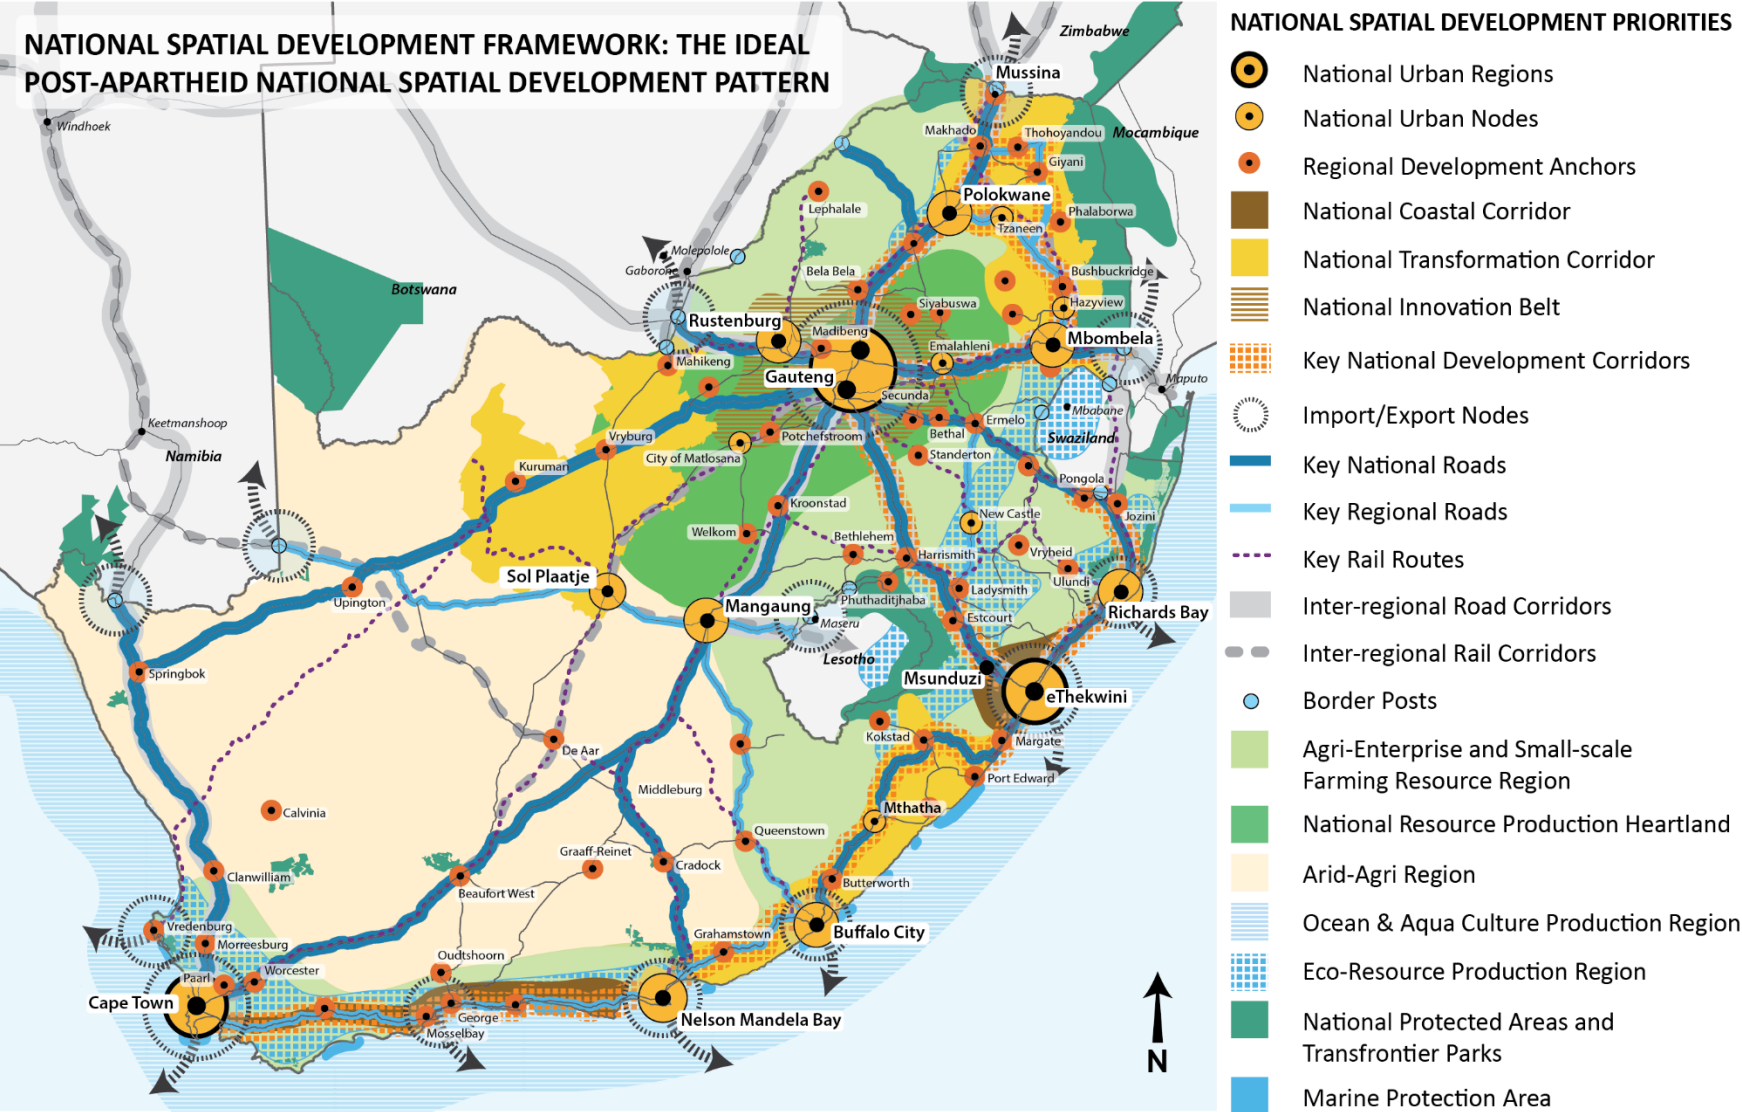 NATIONAL SPATIAL DEVELOPMENT FRAMEWORK: THE IDEAL
POST-APARTHEID NATIONAL SPATIAL DEVELOPMENT PATTERN
Zimbabwe
Mussina
Windhoek
Makhado
Thohoyandou
Mocambique
Giyani
Polokwane
Lephalale
Phalaborwa
Tzaneen
Molepolole
Gaborone
Bela Bela
Bushbuckridge
Botswana
Siyabuswa
Hazyview
Rustenburg
Madibeng
Mbombela
Emalahleni
Mahikeng
Gauteng
Maputo
Secunda
Mbabane
Keetmanshoop
Ermelo
Vryburg
Potchefstroom
Bethal
Swaziland
Namibia
City of Matlosana
Standerton
Kuruman
Pongola
Kroonstad
New Castle
Jozini
Welkom
Bethlehem
Harrismith
Vryheid
Sol Plaatje
Ulundi
Upington
Phuthaditjhaba
Ladysmith
Mangaung
Richards Bay
Maseru
Estcourt
Lesotho
Springbok
Msunduzi
eThekwini
Kokstad
Margate
De Aar
Port Edward
Middleburg
Mthatha
Calvinia
Queenstown
Graaff-Reinet
Cradock
Clanwilliam
Beaufort West
Butterworth
Vredenburg
Grahamstown
Buffalo City
Morreesburg
Oudtshoorn
Worcester
Paarl
Cape Town
George
Nelson Mandela Bay
Mosselbay
N
NATIONAL SPATIAL DEVELOPMENT PRIORITIES
National Urban Regions
National Urban Nodes
Regional Development Anchors
National Coastal Corridor
National Transformation Corridor
National Innovation Belt
Key National Development Corridors
Import/Export Nodes
Key National Roads
Key Regional Roads
Key Rail Routes
Inter-regional Road Corridors
Inter-regional Rail Corridors
Border Posts
Agri-Enterprise and Small-scale
Farming Resource Region
National Resource Production Heartland
Arid-Agri Region
Ocean & Aqua Culture Production Region
Eco-Resource Production Region
National Protected Areas and
Transfrontier Parks
Marine Protection Area